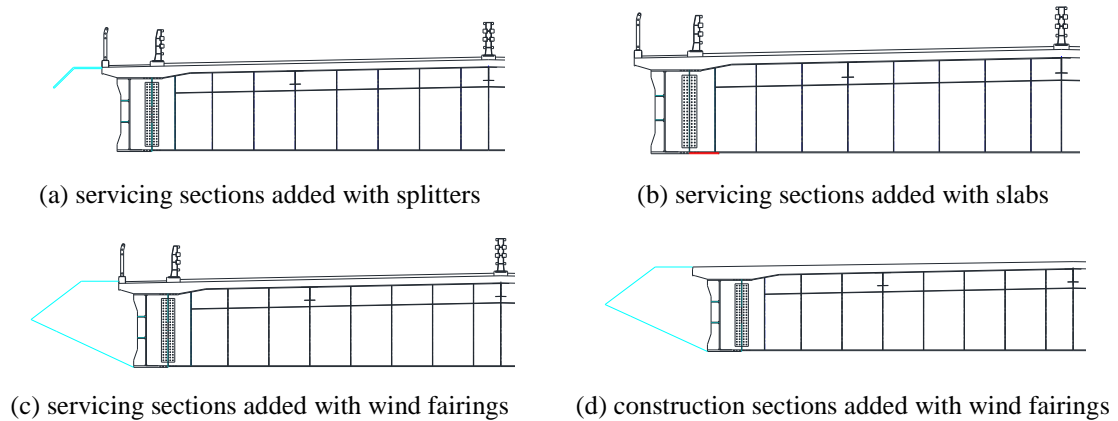 (a) servicing sections added with splitters
(b) servicing sections added with slabs
(c) servicing sections added with wind fairings
(d) construction sections added with wind fairings